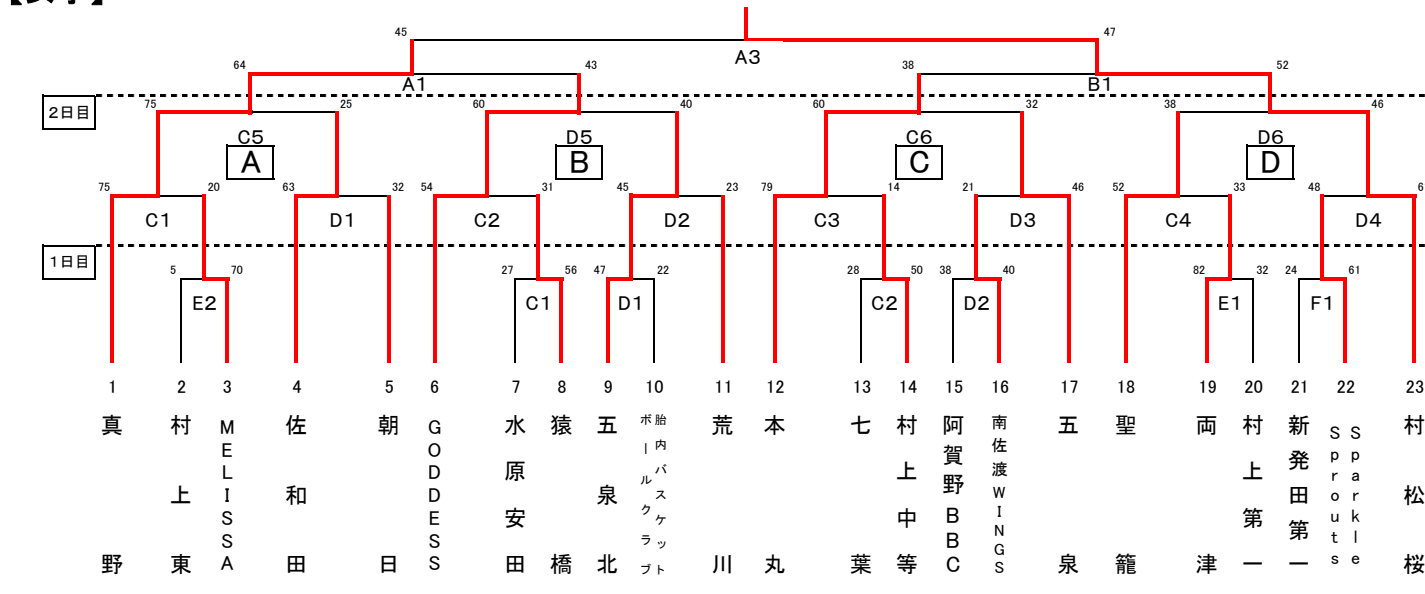 45 47
A3
64 43 38 52
A1 B1
2日目
75 25 60 40 60 32 38 46
C5 D5 C6 D6
A B C D
75 20 63 32 54 31 45 23 79 14 21 46 52 33 48 6
C1 D1 C2 D2 C3 D3 C4 D4
1日目
5 70 27 56 47 22 28 50 38 40 82 32 24 61
E2 C1 D1 C2 D2 E1 F1
1 2 3 4 5 6 7 8 9 10 11 12 13 14 15 16 17 18 19 20 21 22 23
真野
村上東
MELISSA
佐和田
朝日
GODDESS
水原安田
猿橋
五泉北
胎内バスケット
ボールクラブ
荒川
本丸
七葉
村上中等
阿賀野BBC
南佐渡WINGS
五泉
聖籠
両津
村上第一
新発田第一
Sparkle
Sprouts
村松桜